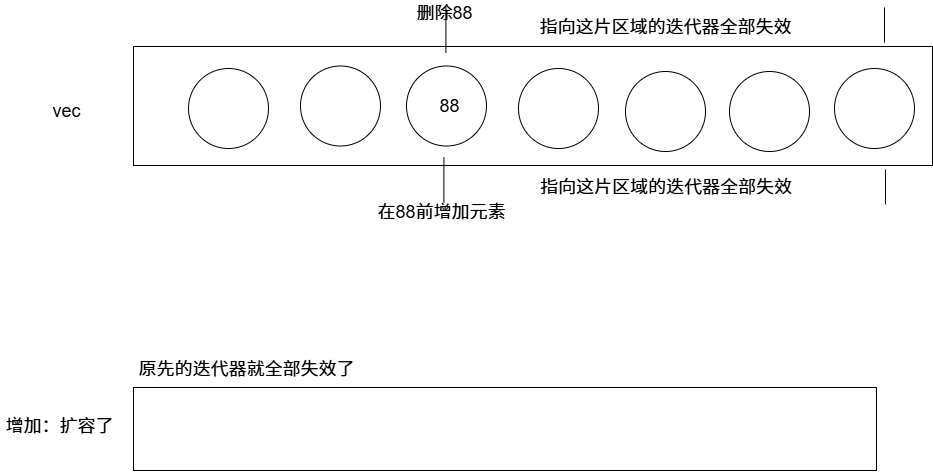 删除88
指向这片区域的迭代器全部失效
vec
88
指向这片区域的迭代器全部失效
在88前增加元素
原先的迭代器就全部失效了
增加：扩容了